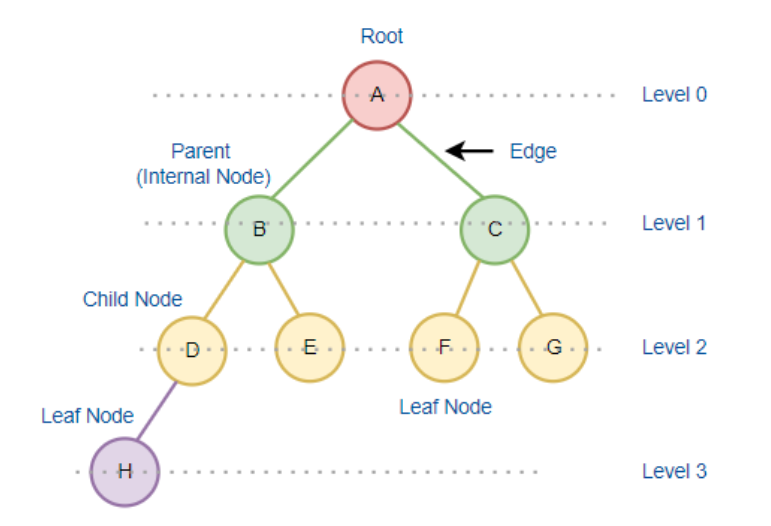 Root
A
Level 0
Parent
(Internal Node)
Edge
B
C
Level 1
Child Node
D
E
F
G
Level 2
Leaf Node
Leaf Node
H
Level 3